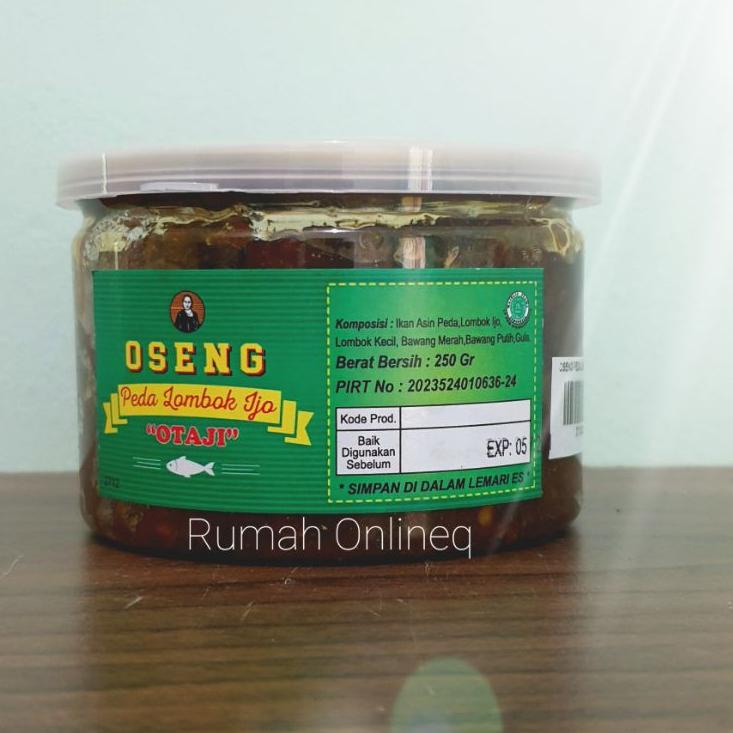 OSENG
Peda Lombok Ijo
"OTAJI"
Komposisi : Ikan Asin Peda,Lombok Ijo,
Lombok Kecil, Bawang Merah,Bawang Putih,Gula.
Berat Bersih : 250 Gr
PIRT No : 2023524010636-24
Kode Prod.
Baik
Digunakan
Sebelum
EXP: 05
* SIMPAN DI DALAM LEMARI ES *
Rumah Onlineq